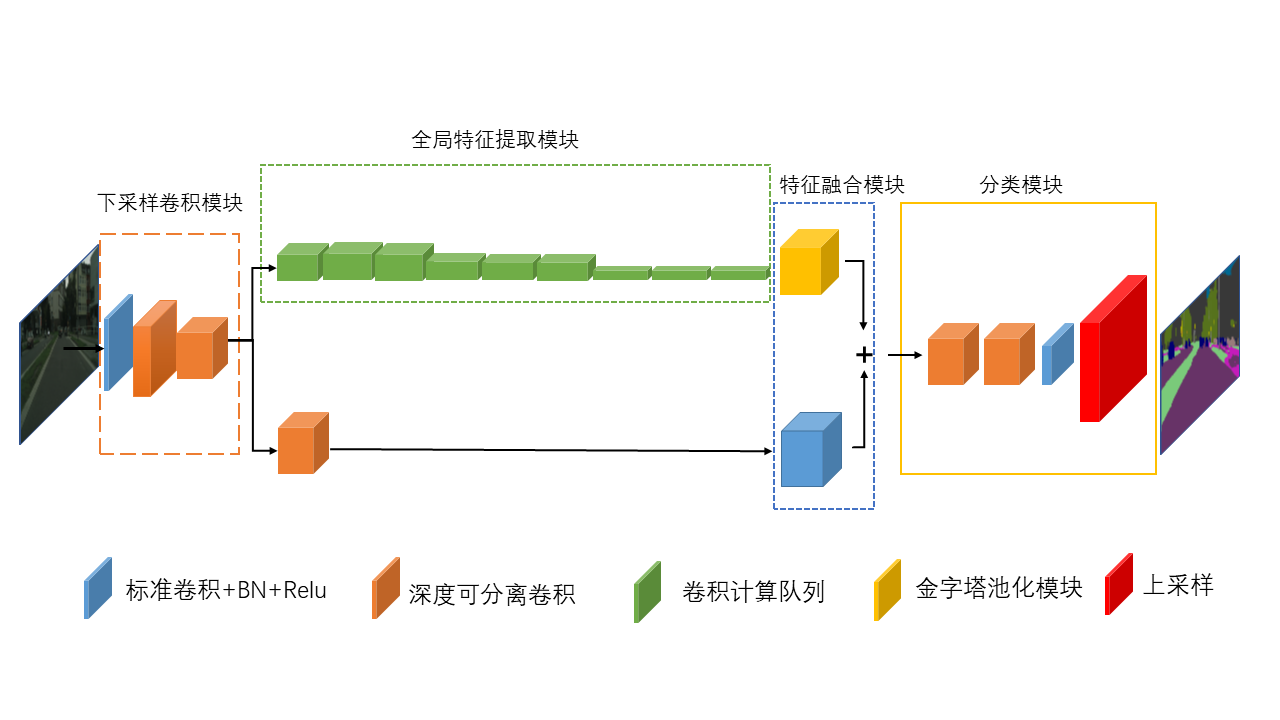 全局特征提取模块
下采样卷积模块
特征融合模块
分类模块
+
标准卷积+BN+Relu
深度可分离卷积
卷积计算队列
金字塔池化模块
上采样